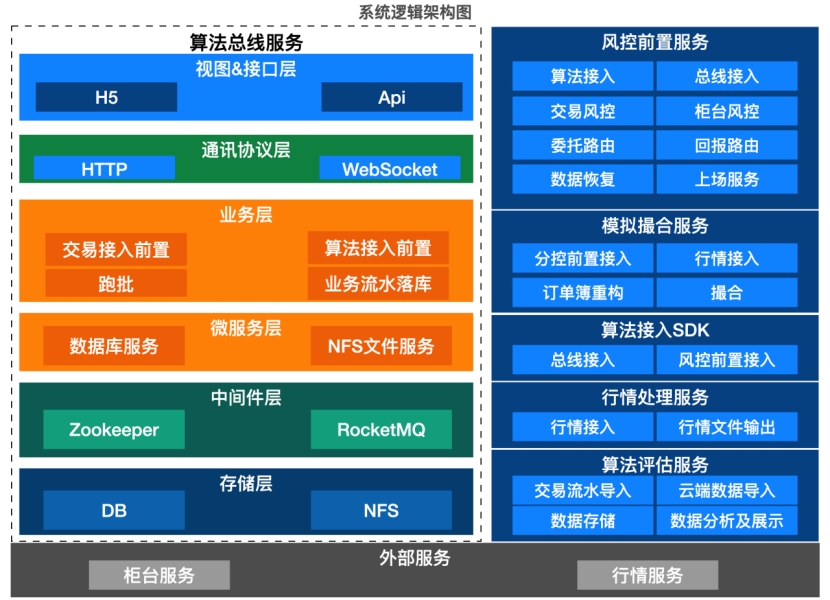 系统逻辑架构图
算法总线服务
视图&接口层
H5
Api
通讯协议层
HTTP
WebSocket
业务层
交易接入前置
算法接入前置
跑批
业务流水落库
微服务层
数据库服务
NFS文件服务
中间件层
Zookeeper
RocketMQ
存储层
DB
NFS
风控前置服务
算法接入
总线接入
交易风控
柜台风控
委托路由
回报路由
数据恢复
上场服务
模拟撮合服务
分控前置接入
行情接入
订单簿重构
撮合
算法接入SDK
总线接入
风控前置接入
行情处理服务
行情接入
行情文件输出
算法评估服务
交易流水导入
云端数据导入
数据存储
数据分析及展示
外部服务
柜台服务
行情服务